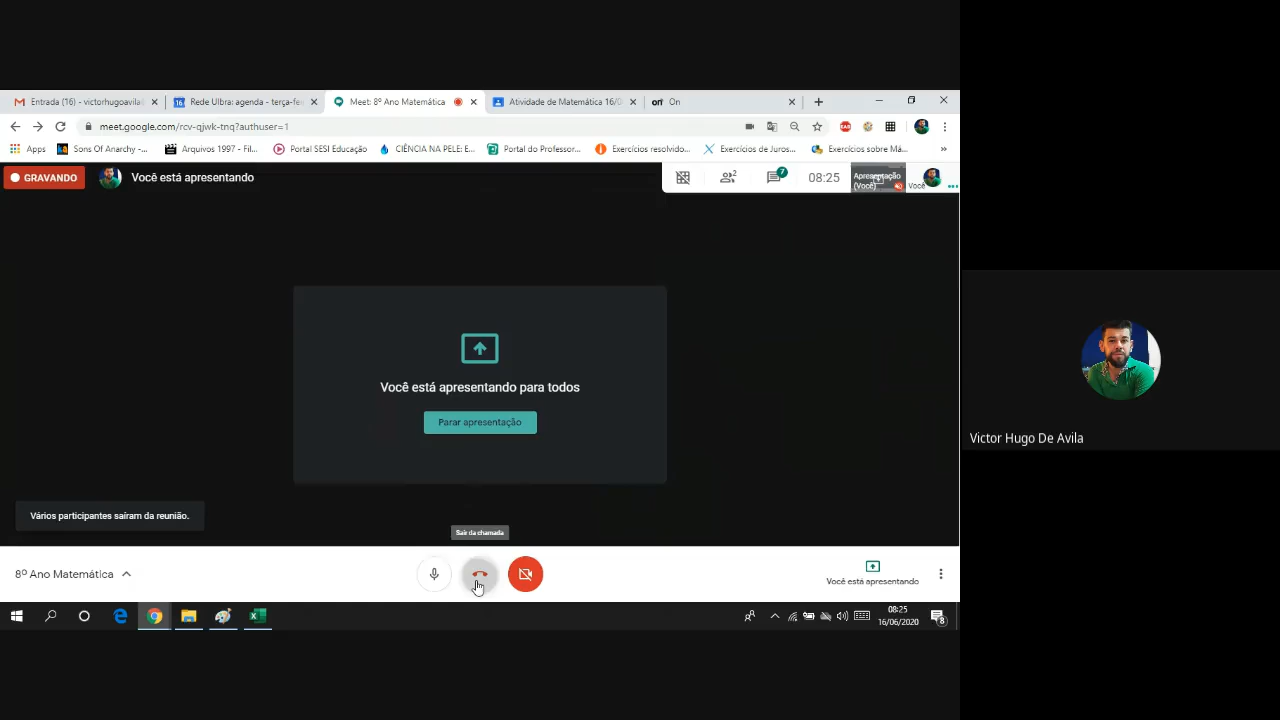 Entrada (16) - victorhugoavila
Rede Ulbra: agenda - terça-fe
Meet: 8º Ano Matemática
Atividade de Matemática 16/0
on
On
meet.google.com/rcv-qjwk-tnq?authuser=1
Apps
Sons Of Anarchy -...
Arquivos 1997 - Fil...
Portal SESI Educação
CIÊNCIA NA PELE: E...
Portal do Professor...
Exercícios resolvido...
Exercícios de Juros...
Exercícios sobre Má...
»
GRAVANDO
Você está apresentando
2
7
08:25
Apresentação
(Você)
Você
Você está apresentando para todos
Parar apresentação
Victor Hugo De Avila
Vários participantes saíram da reunião.
Sair da chamada
8º Ano Matemática
Você está apresentando
08:25
16/06/2020
8